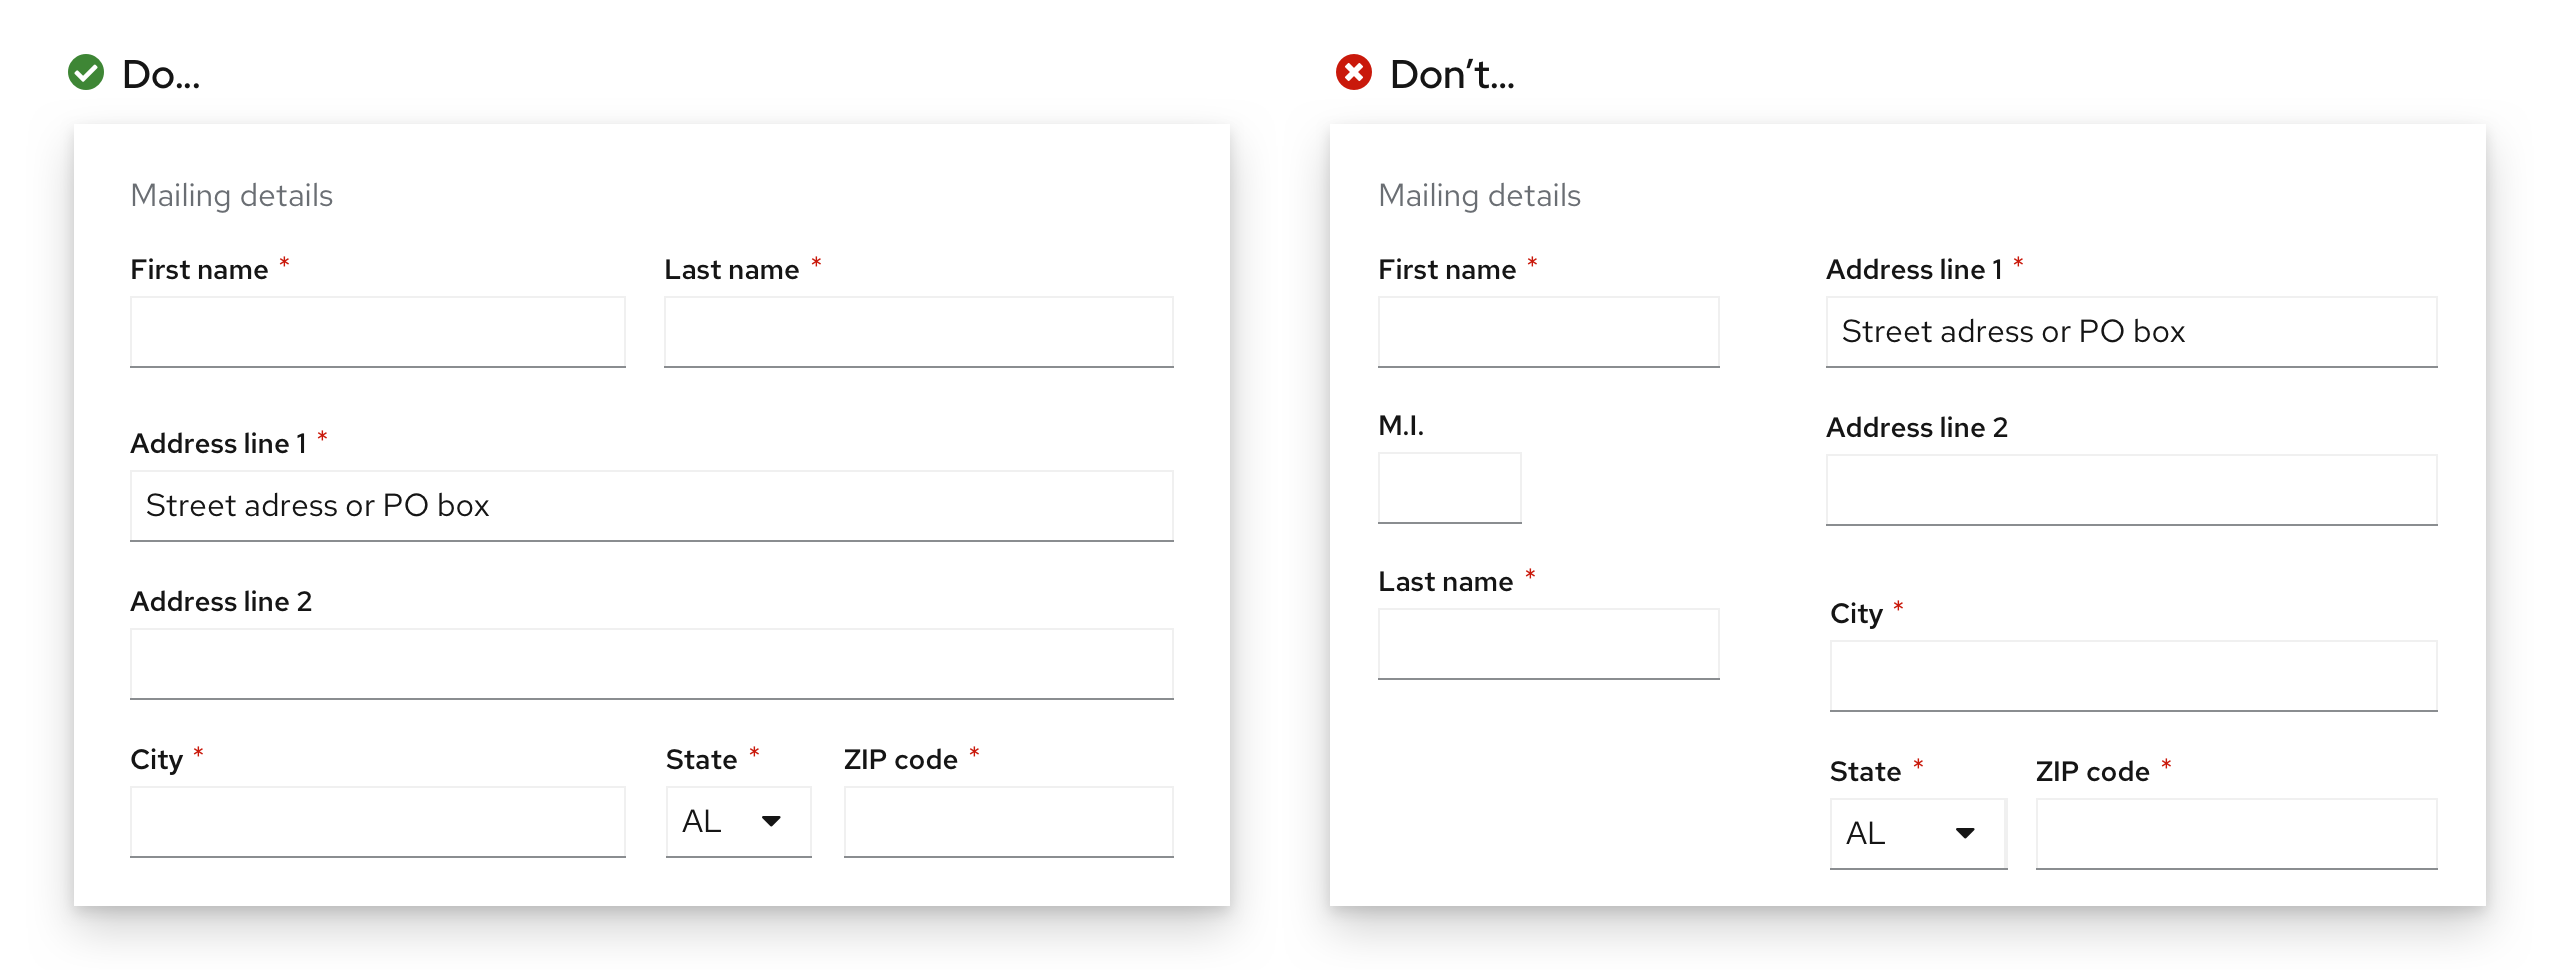 Do...
Mailing details
First name *
Last name *
Address line 1 *
Street adress or PO box
Address line 2
City *
State *
ZIP code *
AL
Don’t...
Mailing details
First name *
M.I.
Last name *
Address line 1 *
Street adress or PO box
Address line 2
City *
State *
ZIP code *
AL